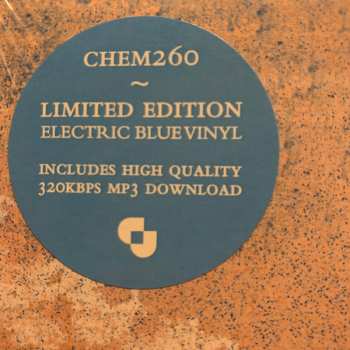 CHEM260
~
LIMITED EDITION
ELECTRIC BLUE VINYL
INCLUDES HIGH QUALITY
320KBPS MP3 DOWNLOAD